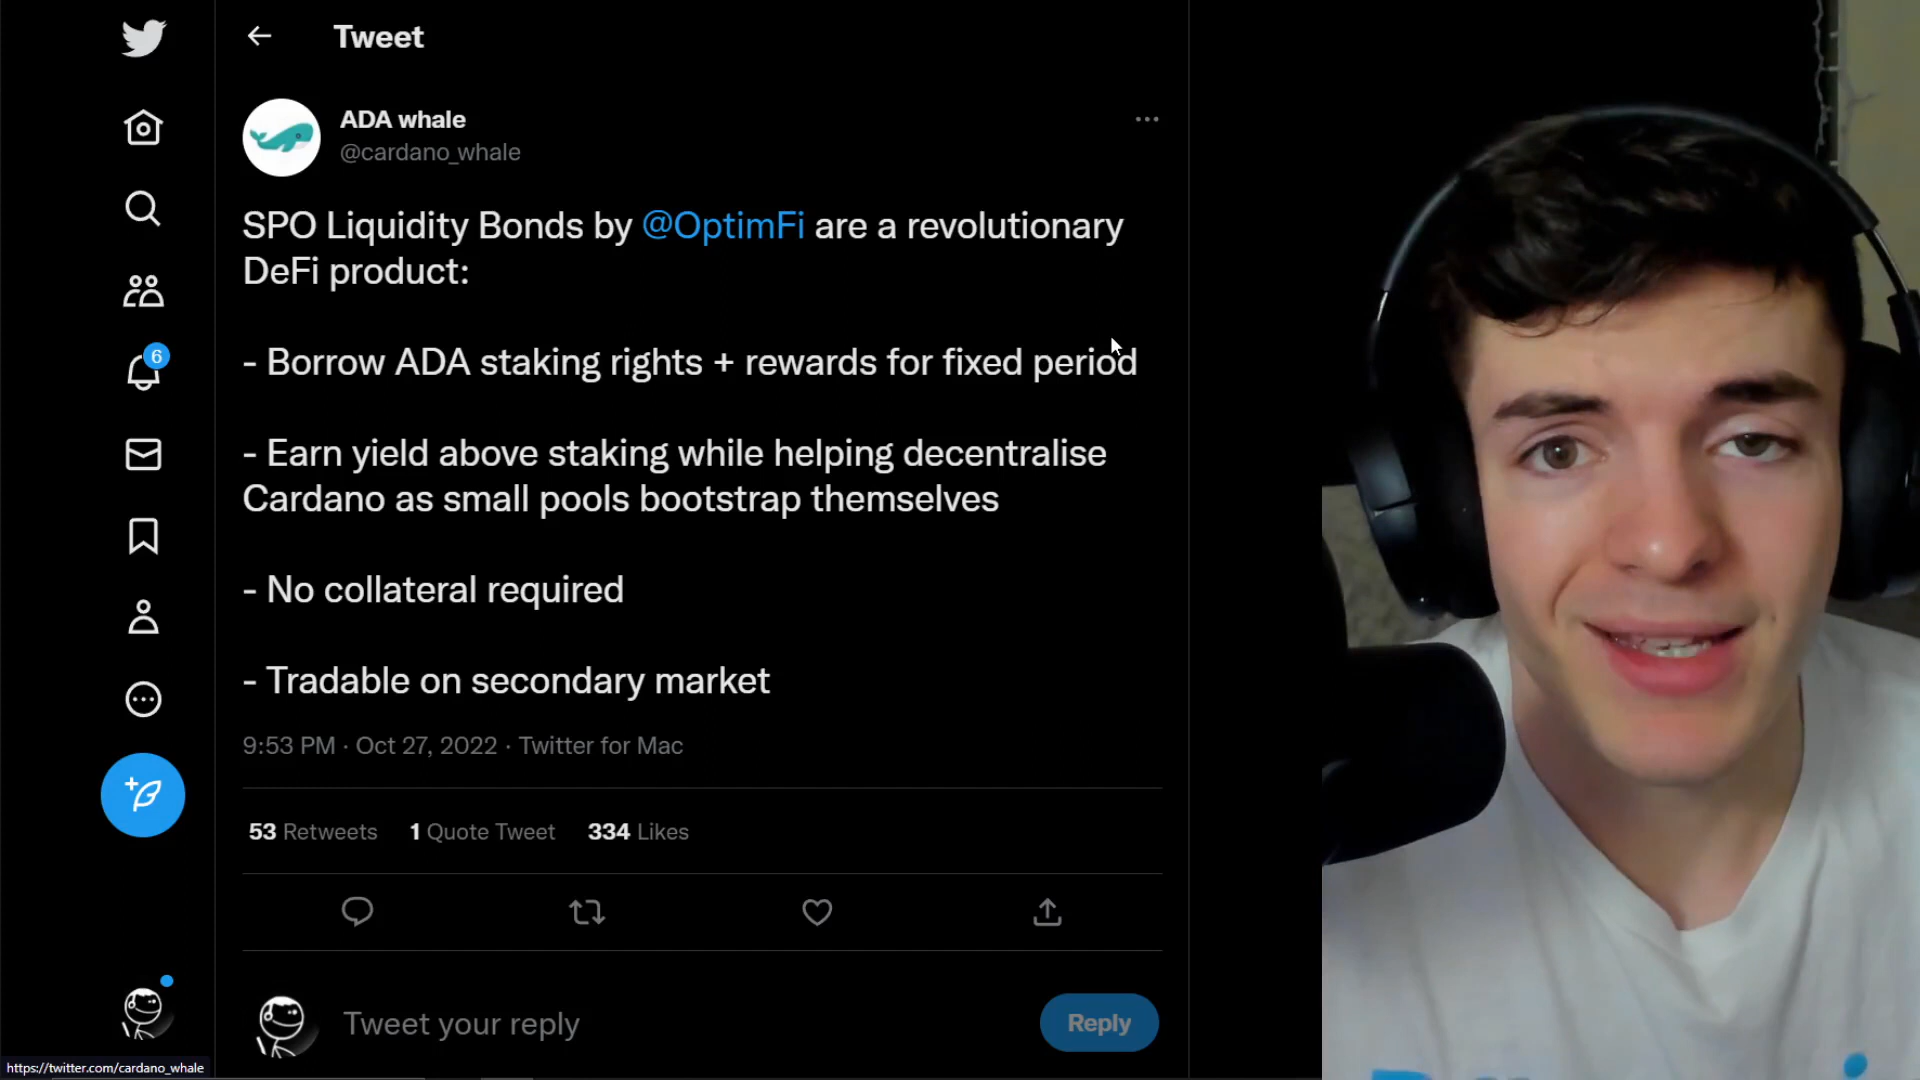 Tweet
ADA whale
@cardano_whale
SPO Liquidity Bonds by @OptimFi are a revolutionary
DeFi product:
- Borrow ADA staking rights + rewards for fixed period
- Earn yield above staking while helping decentralise
Cardano as small pools bootstrap themselves
- No collateral required
- Tradable on secondary market
9:53 PM · Oct 27, 2022 · Twitter for Mac
53 Retweets 1 Quote Tweet 334 Likes
Tweet your reply
Reply
6
https://twitter.com/cardano_whale